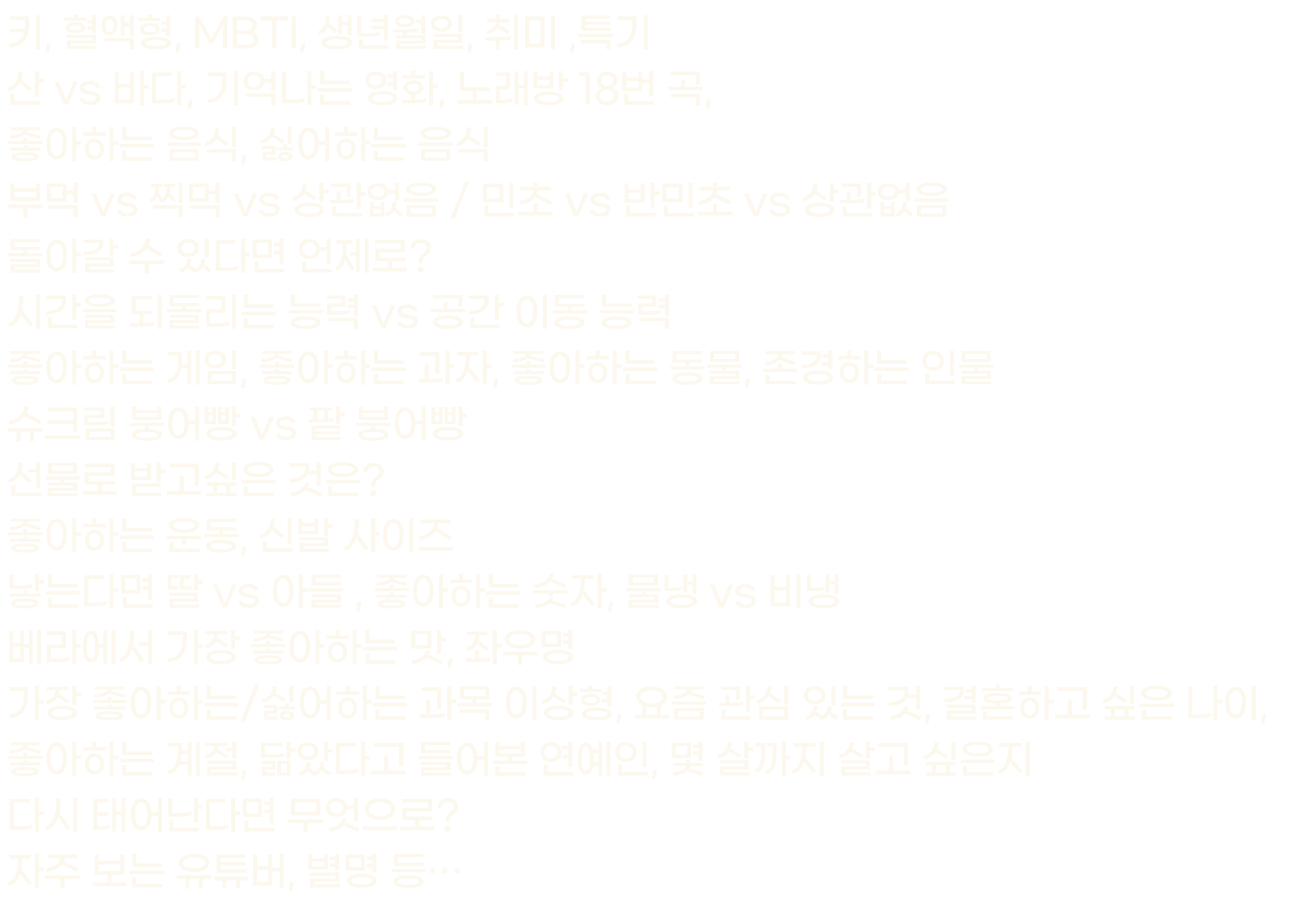 키, 혈액형, MBTI, 생년월일, 취미 ,특기
산 vs 바다, 기억나는 영화, 노래방 18번 곡,
좋아하는 음식, 싫어하는 음식
부먹 vs 찍먹 vs 상관없음 / 민초 vs 반민초 vs 상관없음
돌아갈 수 있다면 언제로?
시간을 되돌리는 능력 vs 공간 이동 능력
좋아하는 게임, 좋아하는 과자, 좋아하는 동물, 존경하는 인물
슈크림 붕어빵 vs 팥 붕어빵
선물로 받고싶은 것은?
좋아하는 운동, 신발 사이즈
낳는다면 딸 vs 아들 , 좋아하는 숫자, 물냉 vs 비냉
베라에서 가장 좋아하는 맛, 좌우명
가장 좋아하는/싫어하는 과목 이상형, 요즘 관심 있는 것, 결혼하고 싶은 나이,
좋아하는 계절, 닮았다고 들어본 연예인, 몇 살까지 살고 싶은지
다시 태어난다면 무엇으로?
자주 보는 유튜버, 별명 등…